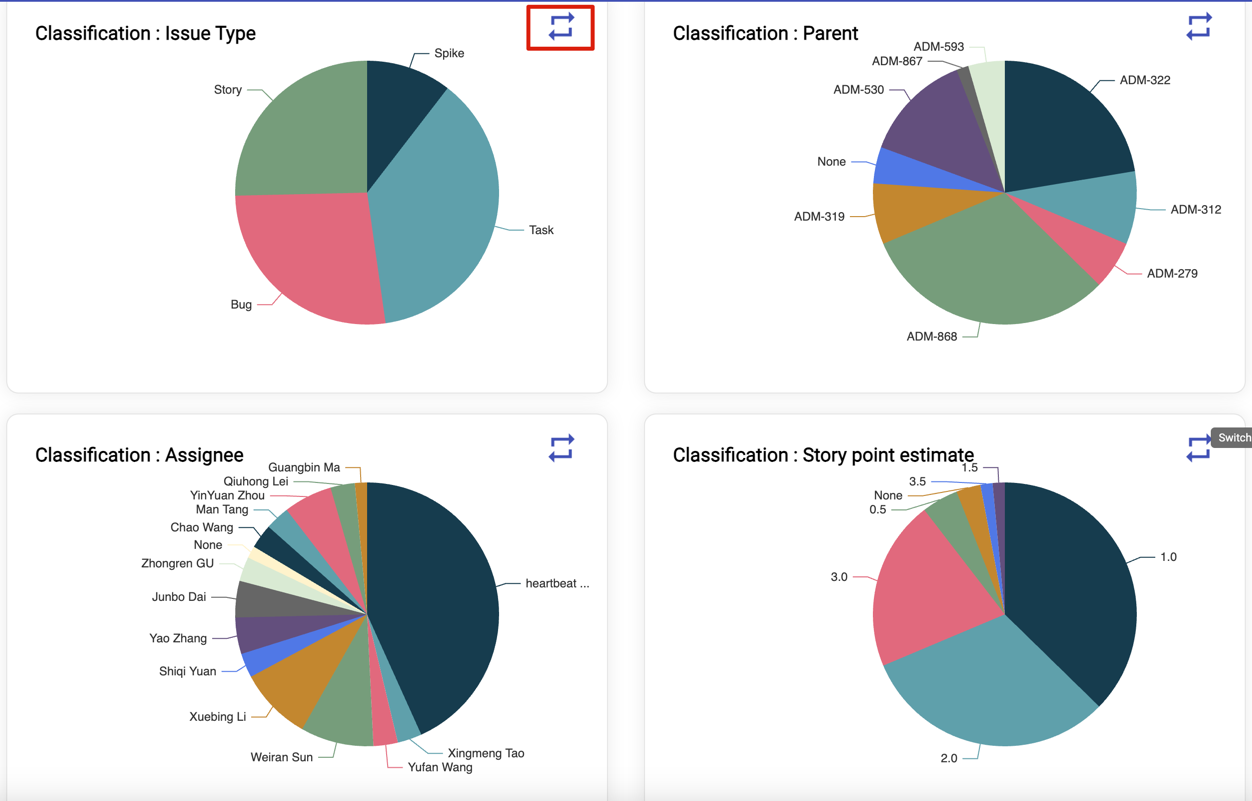 Classification : Issue Type
Spike
Story
Task
Bug
Classification : Parent
ADM-593
ADM-867
ADM-322
ADM-530
None
ADM-312
ADM-319
ADM-279
ADM-868
Classification : Assignee
Guangbin Ma
Qiuhong Lei
YinYuan Zhou
Man Tang
Chao Wang
None
Zhongren GU
heartbeat ...
Junbo Dai
Yao Zhang
Shiqi Yuan
Xuebing Li
Weiran Sun
Xingmeng Tao
Yufan Wang
Switch
Classification : Story point estimate
1.5
3.5
None
0.5
1.0
3.0
2.0